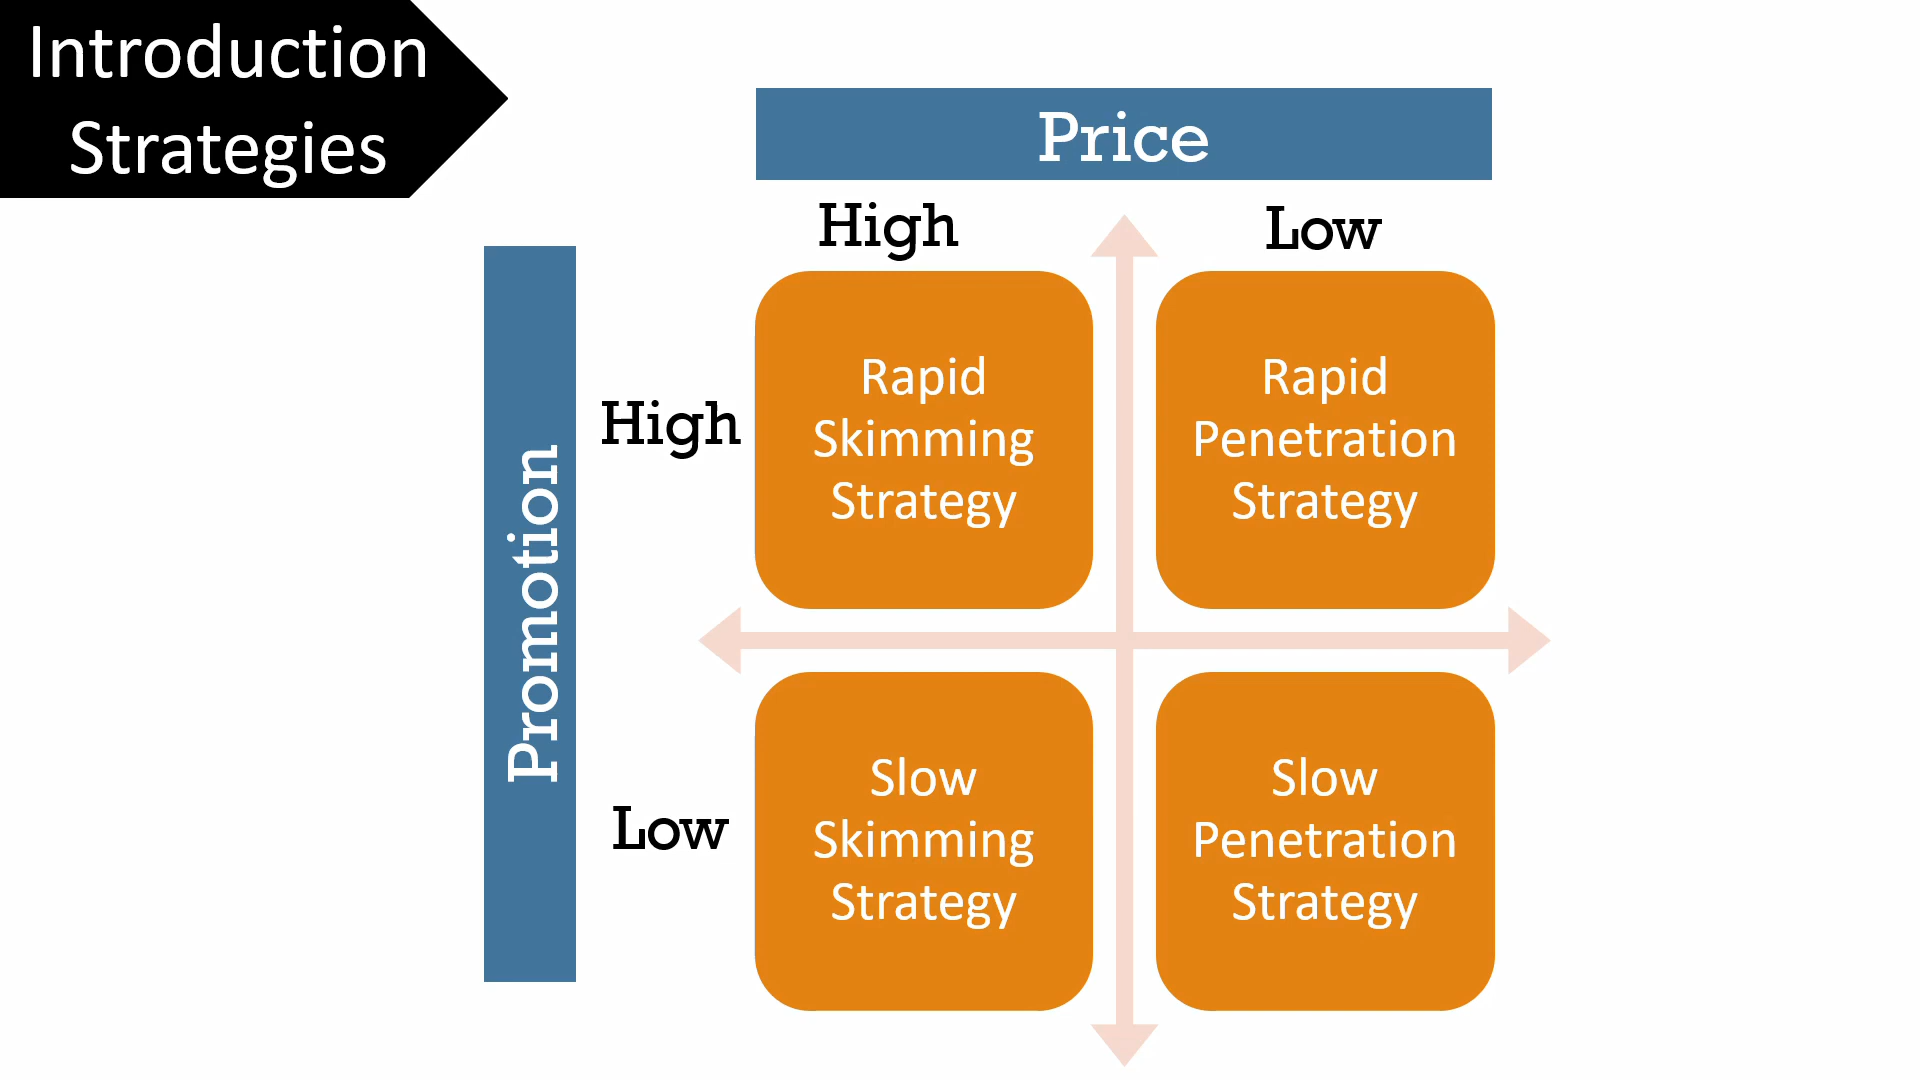 Introduction
Strategies
Price
High
Low
Promotion
High
Rapid
Skimming
Strategy
Rapid
Penetration
Strategy
Low
Slow
Skimming
Strategy
Slow
Penetration
Strategy